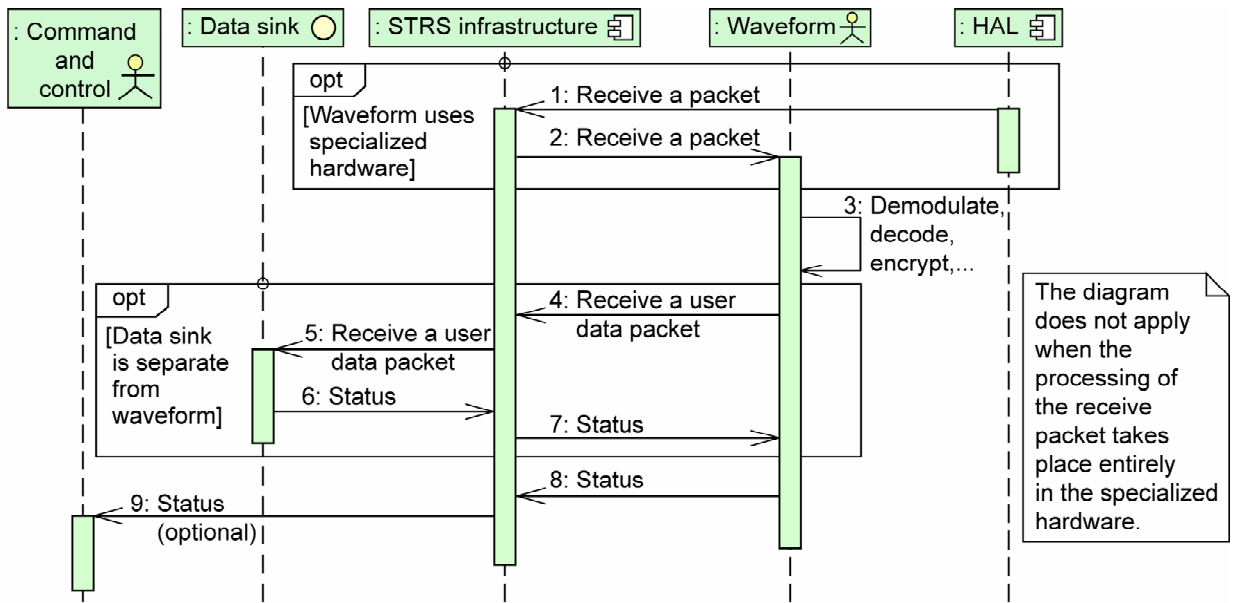 : Command
and
control
: Data sink
: STRS infrastructure
: Waveform
: HAL
opt
[Waveform uses
specialized
hardware]
1: Receive a packet
2: Receive a packet
3: Demodulate,
decode,
encrypt,...
opt
[Data sink
is separate
from
waveform]
4: Receive a user
data packet
5: Receive a user
data packet
6: Status
7: Status
8: Status
9: Status
(optional)
The diagram
does not apply
when the
processing of
the receive
packet takes
place entirely
in the specialized
hardware.